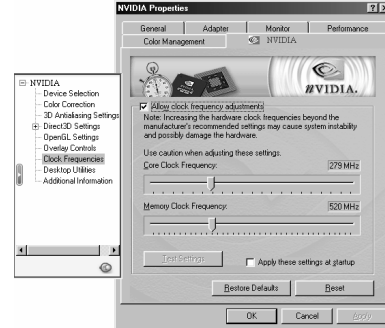 NVIDIA Properties
General
Adapter
Monitor
Performance
Color Management
NVIDIA
NVIDIA
Device Selection
Color Correction
3D Antialiasing Settings
Direct3D Settings
OpenGL Settings
Overlay Controls
Clock Frequencies
Desktop Utilities
Additional Information
nVIDIA.
Allow clock frequency adjustments
Note: Increasing the hardware clock frequencies beyond the
manufacturer's recommended settings may cause system instability
and possibly damage the hardware.
Use caution when adjusting these settings.
Core Clock Frequency:
279 MHz
Memory Clock Frequency:
520 MHz
Test Settings
Apply these settings at startup
Restore Defaults
Reset
OK
Cancel
Apply